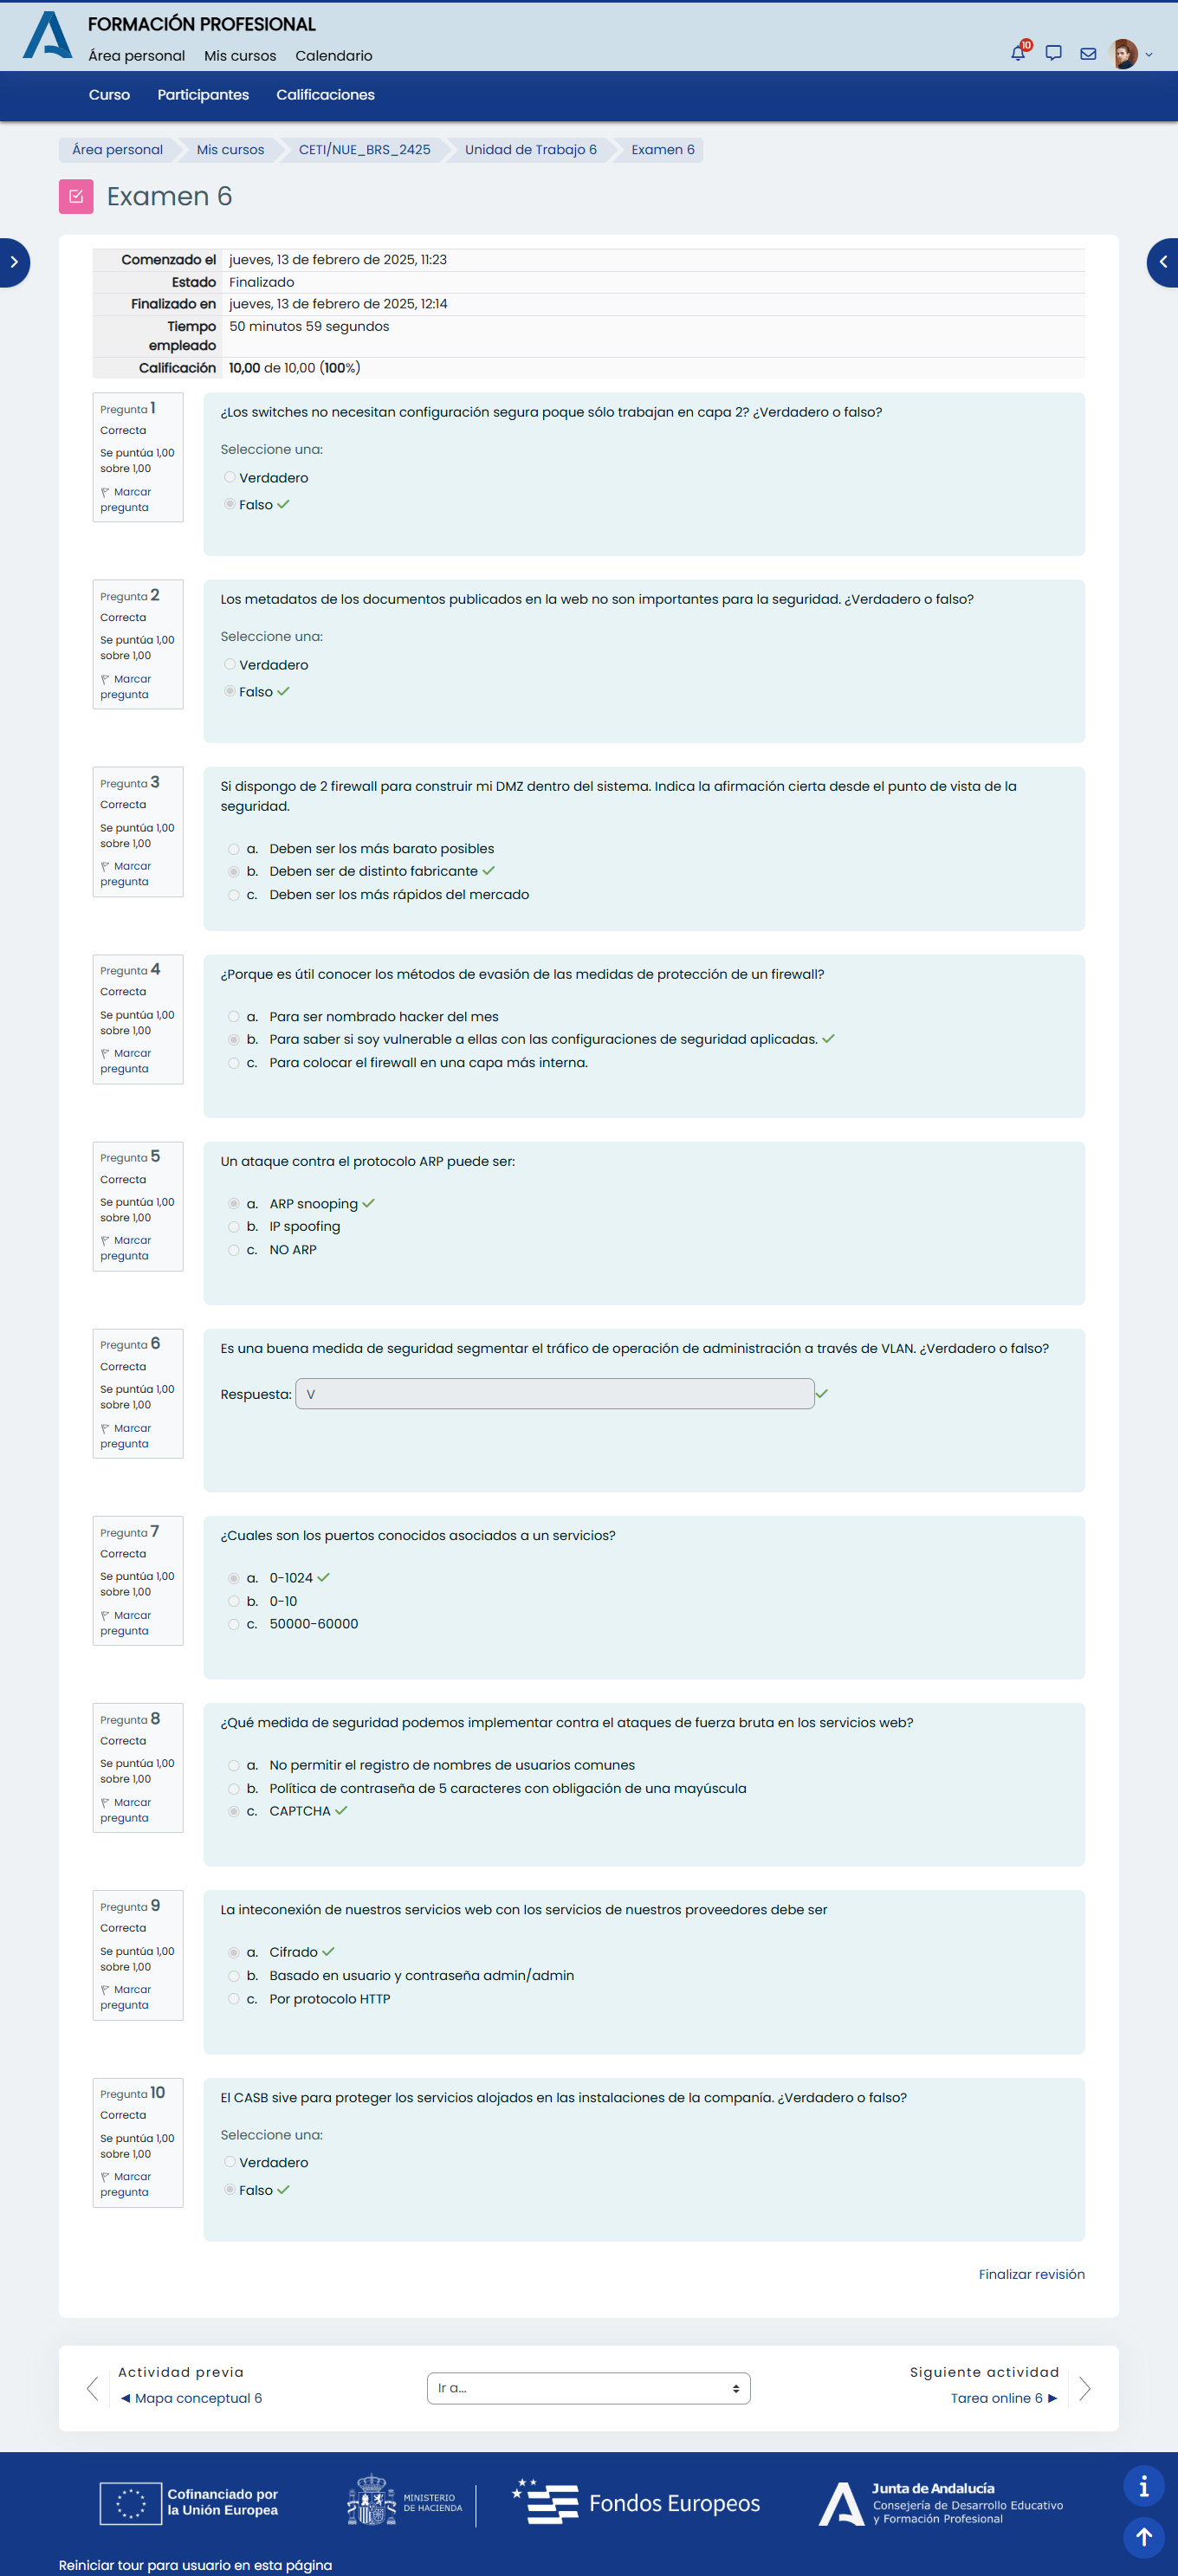 FORMACIÓN PROFESIONAL
Área personal Mis cursos Calendario
10
Curso Participantes Calificaciones
Área personal Mis cursos CETI/NUE_BRS_2425 Unidad de Trabajo 6 Examen 6
Examen 6
Comenzado el jueves, 13 de febrero de 2025, 11:23
Estado Finalizado
Finalizado en jueves, 13 de febrero de 2025, 12:14
Tiempo empleado 50 minutos 59 segundos
Calificación 10,00 de 10,00 (100%)
Pregunta 1
Correcta
Se puntúa 1,00
sobre 1,00
Marcar
pregunta
¿Los switches no necesitan configuración segura poque sólo trabajan en capa 2? ¿Verdadero o falso?
Seleccione una:
Verdadero
Falso
Pregunta 2
Correcta
Se puntúa 1,00
sobre 1,00
Marcar
pregunta
Los metadatos de los documentos publicados en la web no son importantes para la seguridad. ¿Verdadero o falso?
Seleccione una:
Verdadero
Falso
Pregunta 3
Correcta
Se puntúa 1,00
sobre 1,00
Marcar
pregunta
Si dispongo de 2 firewall para construir mi DMZ dentro del sistema. Indica la afirmación cierta desde el punto de vista de la
seguridad.
a. Deben ser los más barato posibles
b. Deben ser de distinto fabricante
c. Deben ser los más rápidos del mercado
Pregunta 4
Correcta
Se puntúa 1,00
sobre 1,00
Marcar
pregunta
¿Porque es útil conocer los métodos de evasión de las medidas de protección de un firewall?
a. Para ser nombrado hacker del mes
b. Para saber si soy vulnerable a ellas con las configuraciones de seguridad aplicadas.
c. Para colocar el firewall en una capa más interna.
Pregunta 5
Correcta
Se puntúa 1,00
sobre 1,00
Marcar
pregunta
Un ataque contra el protocolo ARP puede ser:
a. ARP snooping
b. IP spoofing
c. NO ARP
Pregunta 6
Correcta
Se puntúa 1,00
sobre 1,00
Marcar
pregunta
Es una buena medida de seguridad segmentar el tráfico de operación de administración a través de VLAN. ¿Verdadero o falso?
Respuesta: V
Pregunta 7
Correcta
Se puntúa 1,00
sobre 1,00
Marcar
pregunta
¿Cuales son los puertos conocidos asociados a un servicios?
a. 0-1024
b. 0-10
c. 50000-60000
Pregunta 8
Correcta
Se puntúa 1,00
sobre 1,00
Marcar
pregunta
¿Qué medida de seguridad podemos implementar contra el ataques de fuerza bruta en los servicios web?
a. No permitir el registro de nombres de usuarios comunes
b. Política de contraseña de 5 caracteres con obligación de una mayúscula
c. CAPTCHA
Pregunta 9
Correcta
Se puntúa 1,00
sobre 1,00
Marcar
pregunta
La inteconexión de nuestros servicios web con los servicios de nuestros proveedores debe ser
a. Cifrado
b. Basado en usuario y contraseña admin/admin
c. Por protocolo HTTP
Pregunta 10
Correcta
Se puntúa 1,00
sobre 1,00
Marcar
pregunta
El CASB sive para proteger los servicios alojados en las instalaciones de la companía. ¿Verdadero o falso?
Seleccione una:
Verdadero
Falso
Finalizar revisión
Actividad previa
◄ Mapa conceptual 6
Ir a...
Siguiente actividad
Tarea online 6 ►
Cofinanciado por
la Unión Europea
MINISTERIO
DE HACIENDA
Fondos Europeos
Junta de Andalucía
Consejería de Desarrollo Educativo
y Formación Profesional
Reiniciar tour para usuario en esta página